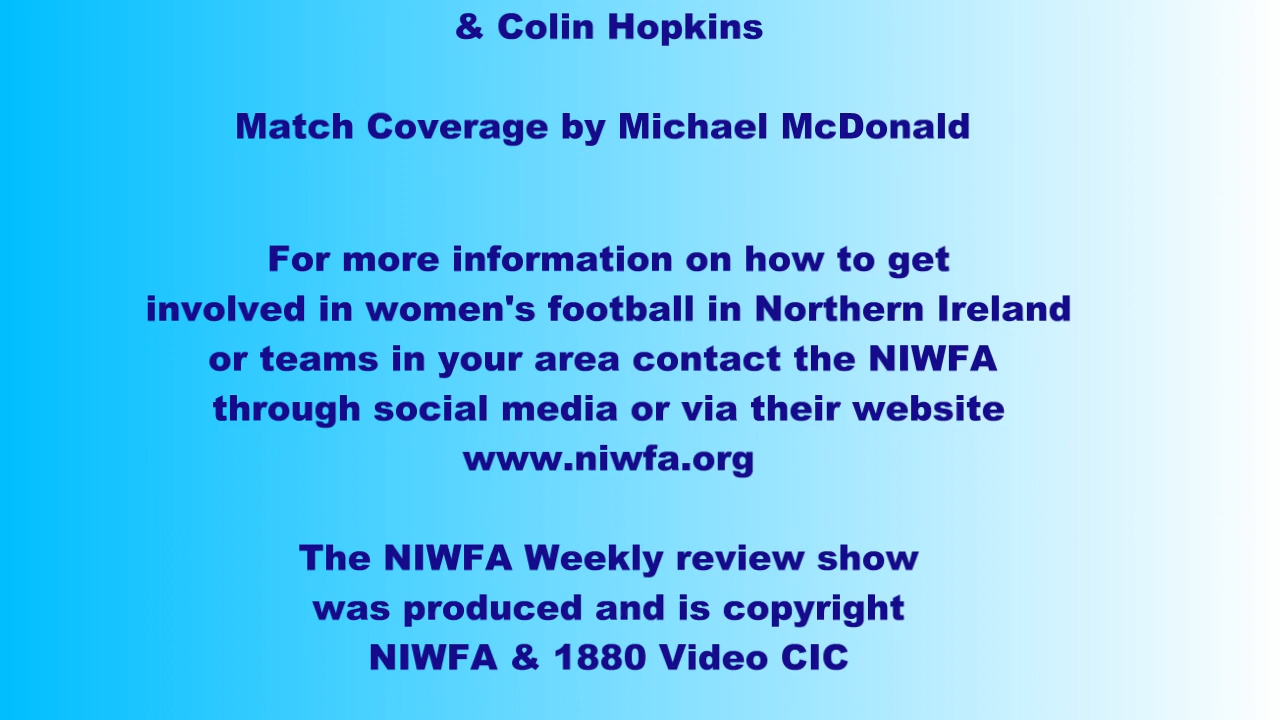 & Colin Hopkins
Match Coverage by Michael McDonald
For more information on how to get
involved in women's football in Northern Ireland
or teams in your area contact the NIWFA
through social media or via their website
www.niwfa.org
The NIWFA Weekly review show
was produced and is copyright
NIWFA & 1880 Video CIC